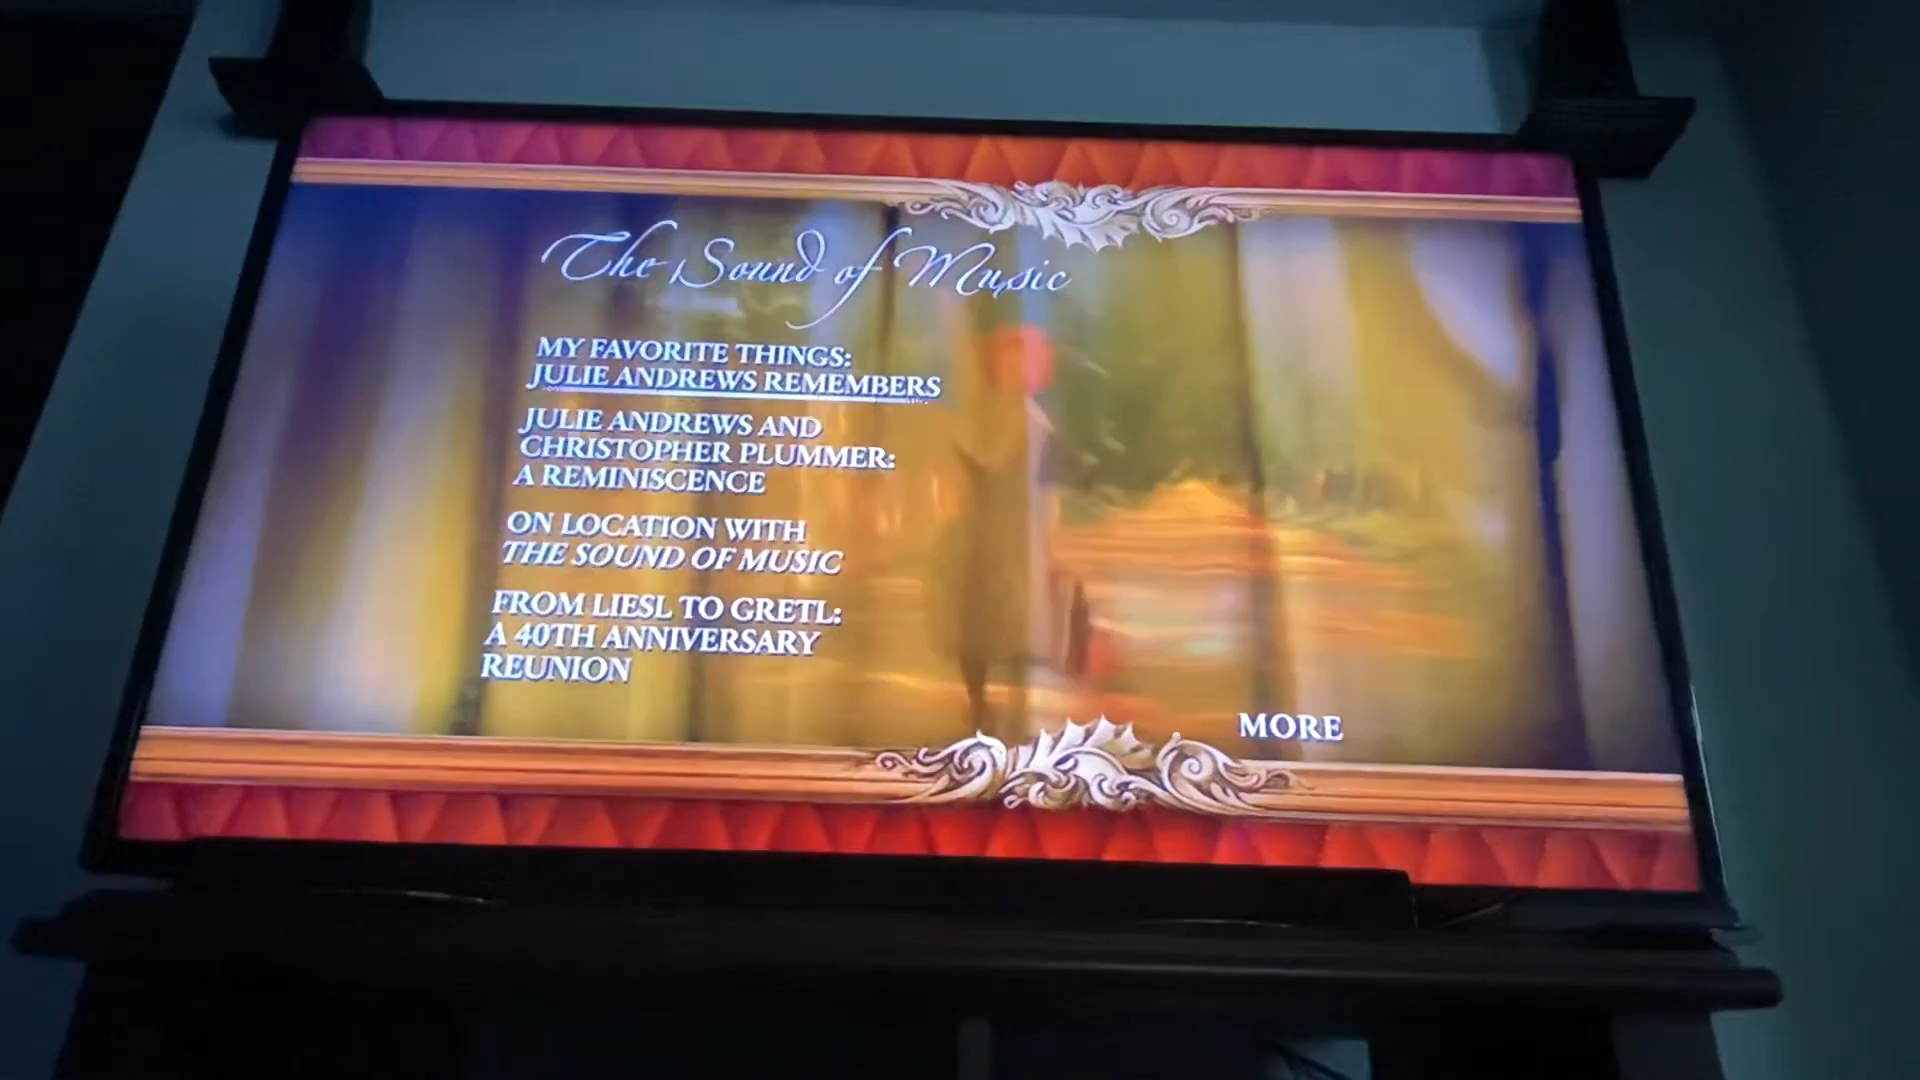 The Sound of Music
MY FAVORITE THINGS:
JULIE ANDREWS REMEMBERS
JULIE ANDREWS AND
CHRISTOPHER PLUMMER:
A REMINISCENCE
ON LOCATION WITH
THE SOUND OF MUSIC
FROM LIESL TO GRETL:
A 40TH ANNIVERSARY
REUNION
MORE